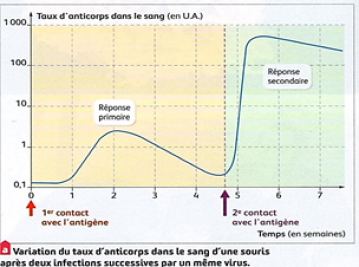 Taux d'anticorps dans le sang (en U.A.)
1 000
100
10
1
0,1
Réponse
primaire
Réponse
secondaire
0 1 2 3 4 5 6 7
1er contact
avec l'antigène
2e contact
avec l'antigène
Temps (en semaines)
a Variation du taux d'anticorps dans le sang d'une souris
après deux infections successives par un même virus.